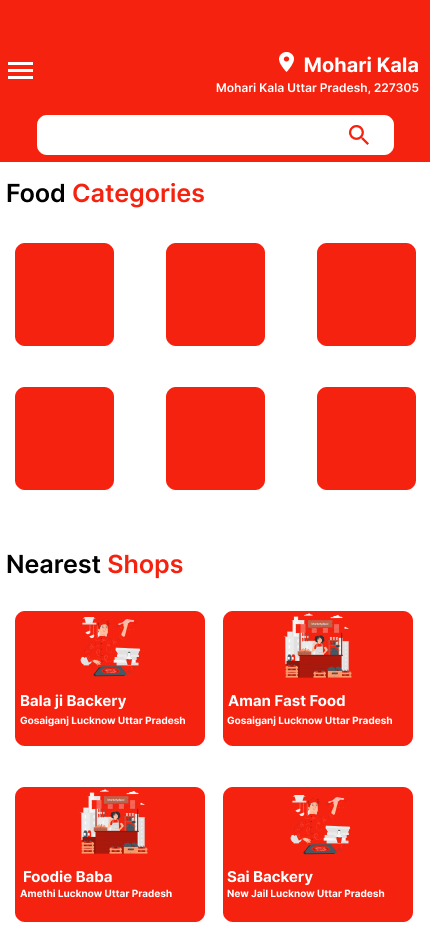 Mohari Kala
Mohari Kala Uttar Pradesh, 227305
Food Categories
Nearest Shops
Bala ji Backery
Gosaiganj Lucknow Uttar Pradesh
Aman Fast Food
Gosaiganj Lucknow Uttar Pradesh
Foodie Baba
Amethi Lucknow Uttar Pradesh
Sai Backery
New Jail Lucknow Uttar Pradesh